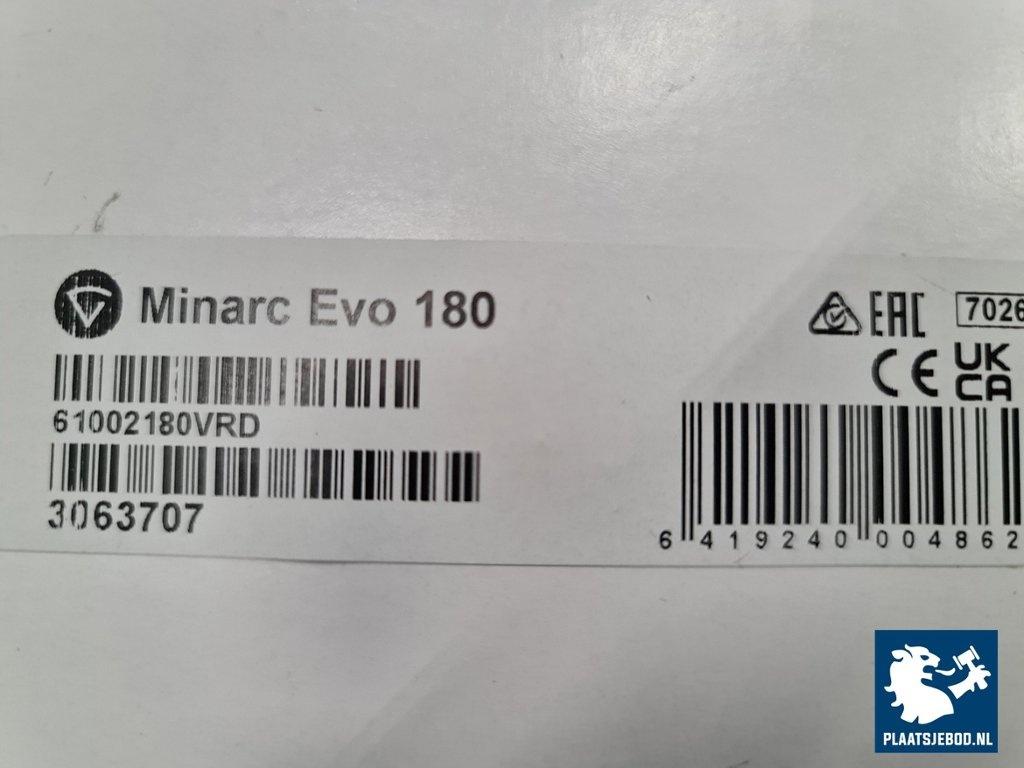 Minarc Evo 180
61002180VRD
3063707
EAC
7026
CE
UK
CA
6 419240 004862
PLAATSJEBOD.NL